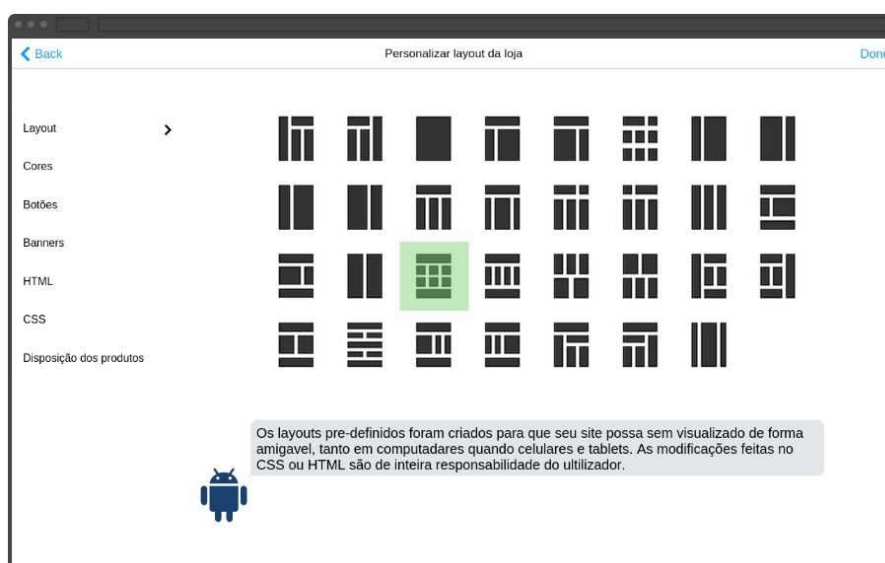 Back
Personalizar layout da loja
Layout
Cores
Botões
Banners
HTML
CSS
Disposição dos produtos
Os layouts pre-definidos foram criados para que seu site possa sem visualizado de forma
amigavel, tanto em computadares quando celulares e tablets. As modificações feitas no
CSS ou HTML são de inteira responsabilidade do ultilizador.